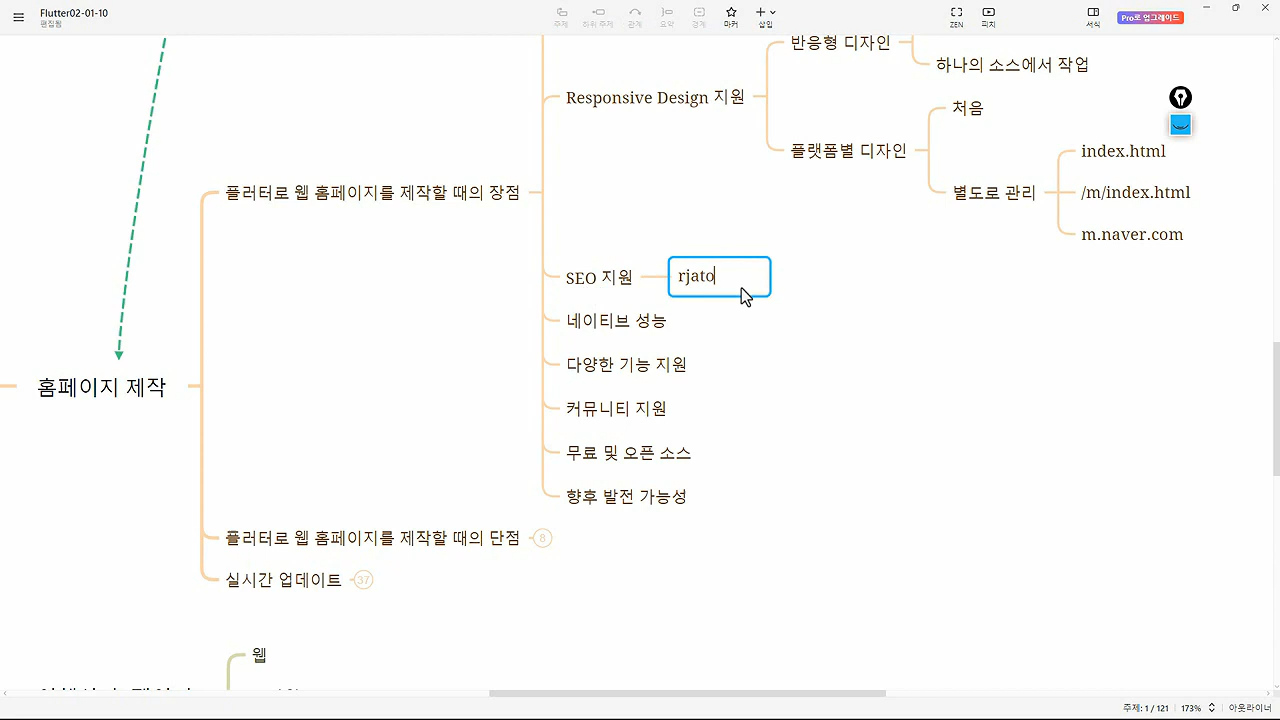 Flutter02-01-10
편집됨
주제
하위 주제
관계
요약
경계
마커
삽입
ZEN
피치
서식
Pro로 업그레이드
반응형 디자인
하나의 소스에서 작업
Responsive Design 지원
처음
플랫폼별 디자인
index.html
플러터로 웹 홈페이지를 제작할 때의 장점
별도로 관리
/m/index.html
m.naver.com
SEO 지원
rjato
네이티브 성능
다양한 기능 지원
홈페이지 제작
커뮤니티 지원
무료 및 오픈 소스
향후 발전 가능성
플러터로 웹 홈페이지를 제작할 때의 단점
8
실시간 업데이트
37
웹
주제: 1 / 121
173%
아웃라이너